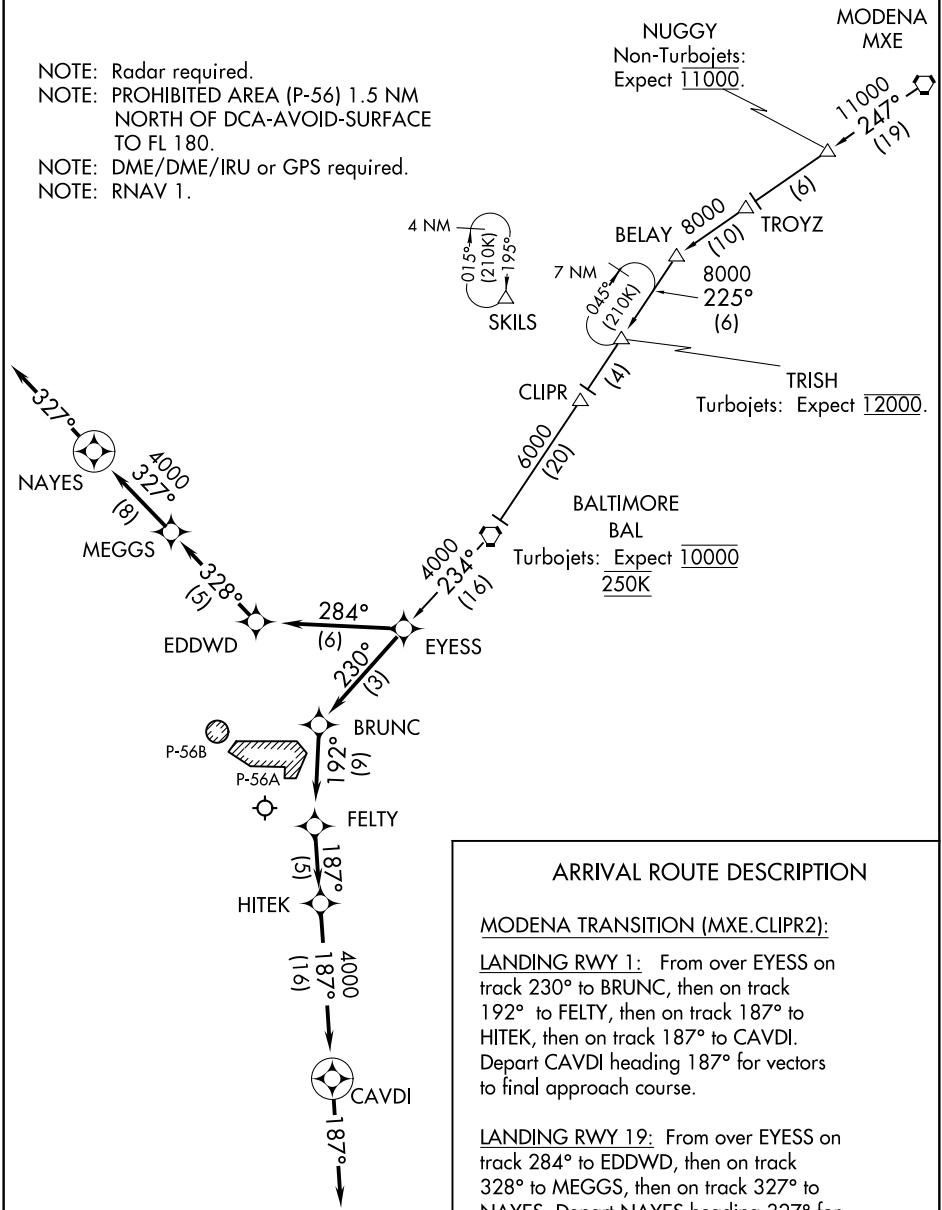 NOTE: Radar required.
NOTE: PROHIBITED AREA (P-56) 1.5 NM
NORTH OF DCA-AVOID-SURFACE
TO FL 180.
NOTE: DME/DME/IRU or GPS required.
NOTE: RNAV 1.
NUGGY
Non-Turbojets:
Expect 11000.
MODENA
MXE
11000
247°
(19)
(6)
TROYZ
8000
(10)
BELAY
8000
225°
(6)
4 NM
015°
(210K)
195°
SKILS
7 NM
045°
(210K)
TRISH
Turbojets: Expect 12000.
(4)
CLIPR
6000
(20)
BALTIMORE
BAL
Turbojets: Expect 10000
250K
4000
234°
(16)
EYESS
327°
NAYES
4000
327°
(8)
MEGGS
328°
(5)
EDDWD
284°
(6)
230°
(3)
BRUNC
P-56B
P-56A
192°
(9)
FELTY
187°
(5)
HITEK
4000
187°
(16)
CAVDI
187°
ARRIVAL ROUTE DESCRIPTION
MODENA TRANSITION (MXE.CLIPR2):
LANDING RWY 1: From over EYESS on
track 230° to BRUNC, then on track
192° to FELTY, then on track 187° to
HITEK, then on track 187° to CAVDI.
Depart CAVDI heading 187° for vectors
to final approach course.
LANDING RWY 19: From over EYESS on
track 284° to EDDWD, then on track
328° to MEGGS, then on track 327° to
NAYES. Depart NAYES heading 327° for